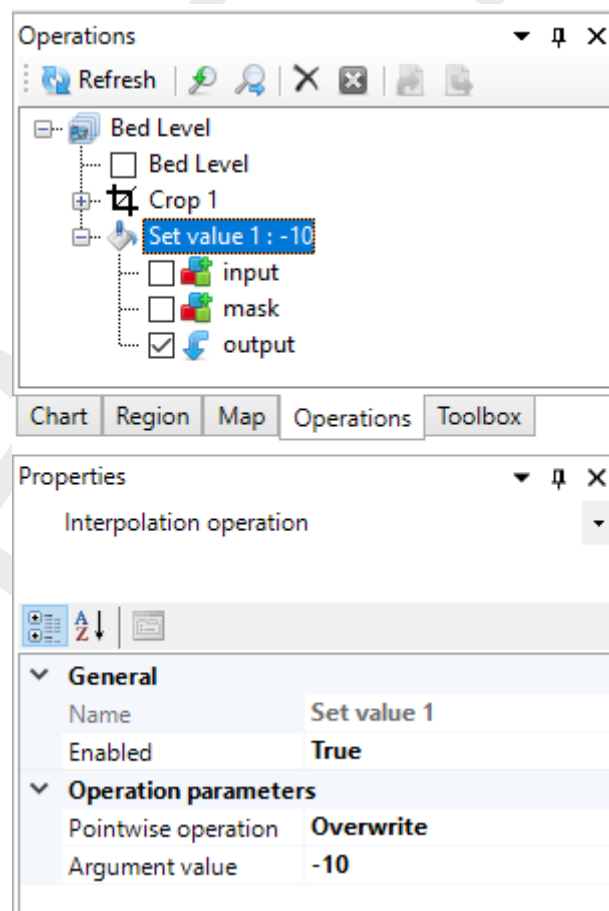 Operations
Refresh
Bed Level
Bed Level
Crop 1
Set value 1 : -10
input
mask
output
Chart Region Map Operations Toolbox
Properties
Interpolation operation
A Z
General
Name Set value 1
Enabled True
Operation parameters
Pointwise operation Overwrite
Argument value -10